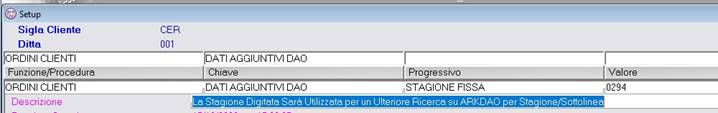 Setup
Sigla Cliente CER
Ditta 001
ORDINI CLIENTI DATI AGGIUNTIVI DAO
Funzione/Procedura Chiave Progressivo Valore
ORDINI CLIENTI DATI AGGIUNTIVI DAO STAGIONE FISSA 0294
Descrizione La Stagione Digitata Sarà Utilizzata per un Ulteriore Ricerca su ARKDAO per Stagione/Sottolinea